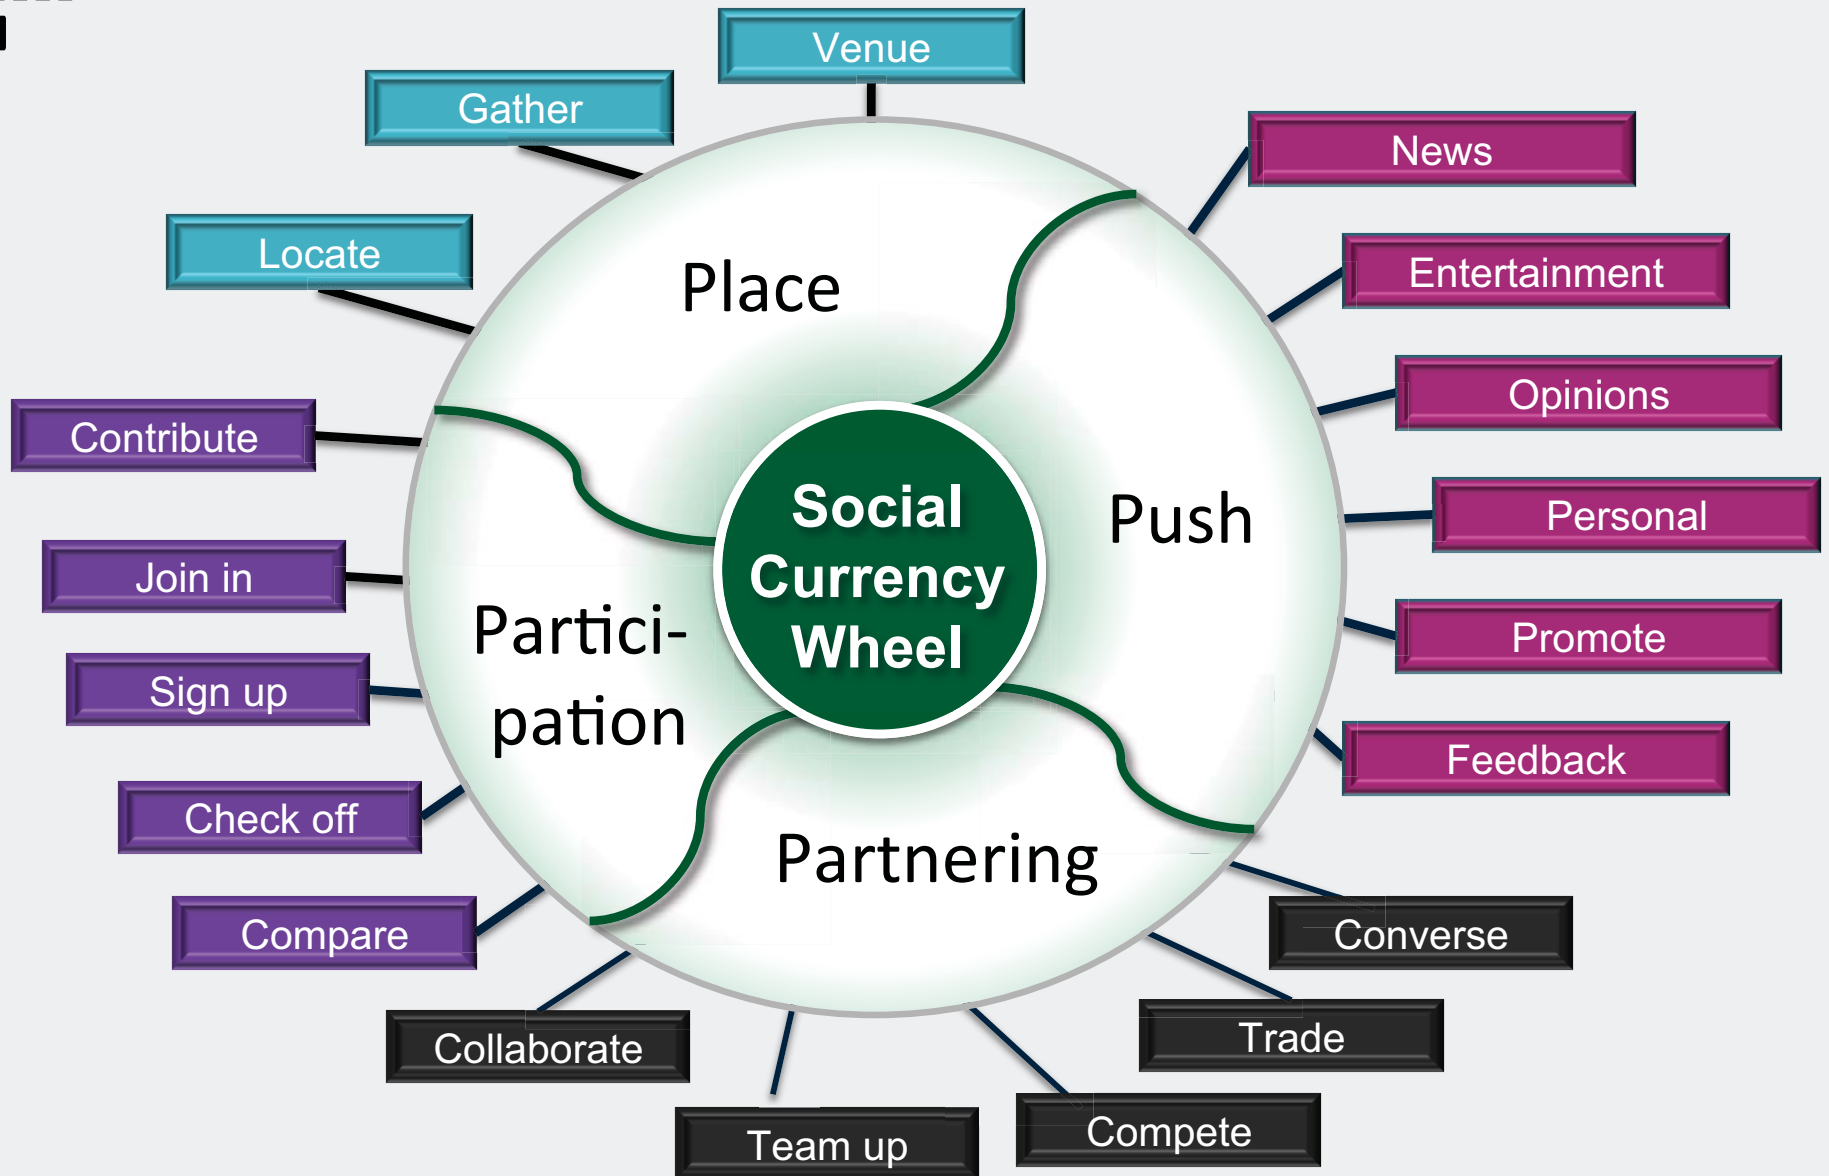 Venue
Gather
Locate
News
Entertainment
Opinions
Personal
Promote
Feedback
Place
Push
Partici-
pation
Partnering
Social
Currency
Wheel
Contribute
Join in
Sign up
Check off
Compare
Collaborate
Team up
Compete
Trade
Converse